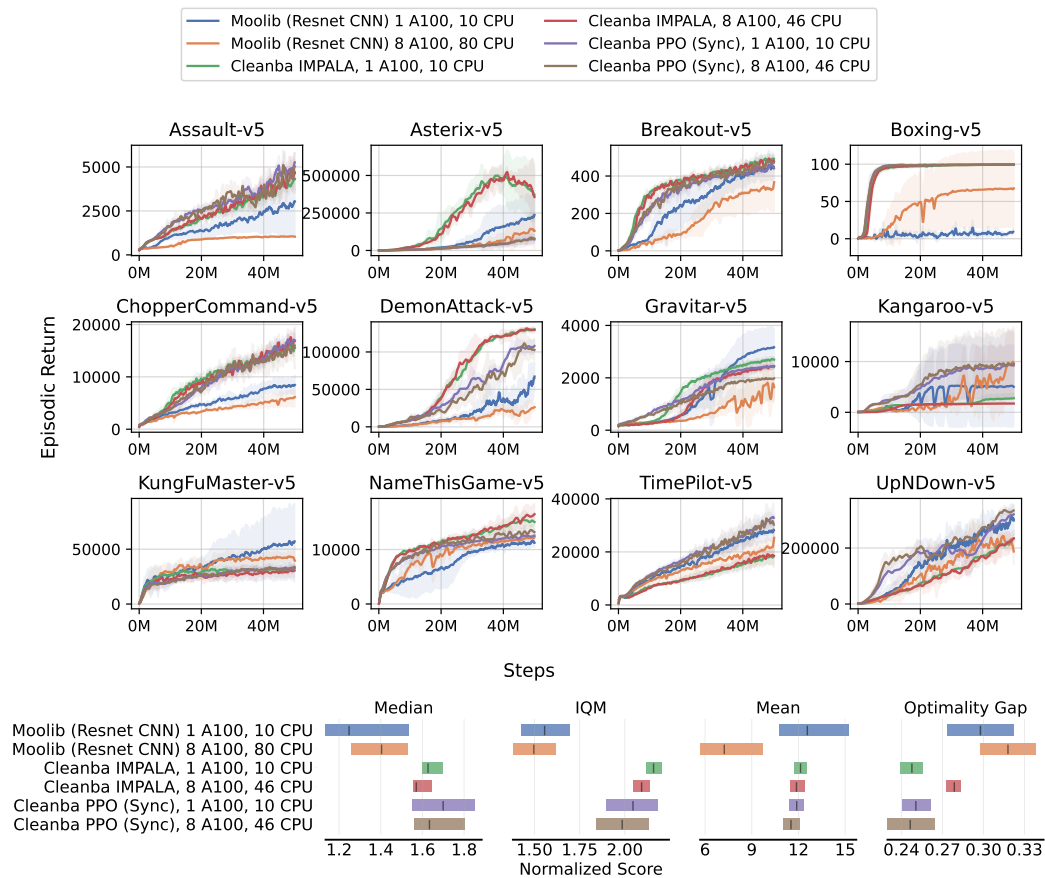 Moolib (Resnet CNN) 1 A100, 10 CPU
Moolib (Resnet CNN) 8 A100, 80 CPU
Cleanba IMPALA, 1 A100, 10 CPU
Cleanba IMPALA, 8 A100, 46 CPU
Cleanba PPO (Sync), 1 A100, 10 CPU
Cleanba PPO (Sync), 8 A100, 46 CPU
Episodic Return
Assault-v5
5000
2500
0
0M 20M 40M
Asterix-v5
500000
250000
0
0M 20M 40M
Breakout-v5
400
200
0
0M 20M 40M
Boxing-v5
100
50
0
0M 20M 40M
ChopperCommand-v5
20000
10000
0
0M 20M 40M
DemonAttack-v5
100000
50000
0
0M 20M 40M
Gravitar-v5
4000
2000
0
0M 20M 40M
Kangaroo-v5
10000
0
0M 20M 40M
KungFuMaster-v5
50000
0
0M 20M 40M
NameThisGame-v5
10000
0
0M 20M 40M
TimePilot-v5
40000
20000
0
0M 20M 40M
UpNDown-v5
200000
0
0M 20M 40M
Steps
Median IQM Mean Optimality Gap
Moolib (Resnet CNN) 1 A100, 10 CPU
Moolib (Resnet CNN) 8 A100, 80 CPU
Cleanba IMPALA, 1 A100, 10 CPU
Cleanba IMPALA, 8 A100, 46 CPU
Cleanba PPO (Sync), 1 A100, 10 CPU
Cleanba PPO (Sync), 8 A100, 46 CPU
1.2 1.4 1.6 1.8 1.50 1.75 2.00 6 9 12 15 0.24 0.27 0.30 0.33
Normalized Score